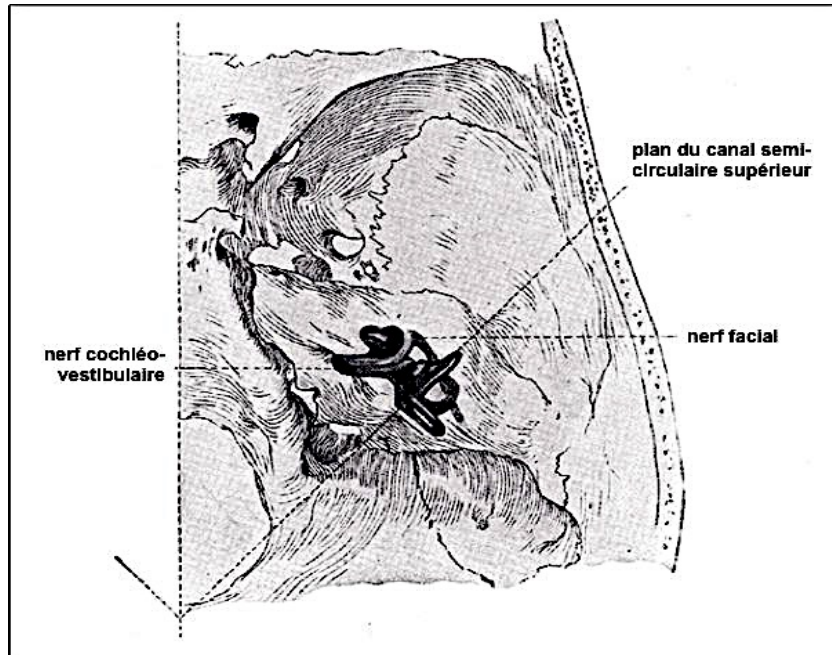 plan du canal semi-
circulaire supérieur
nerf facial
nerf cochléo-
vestibulaire